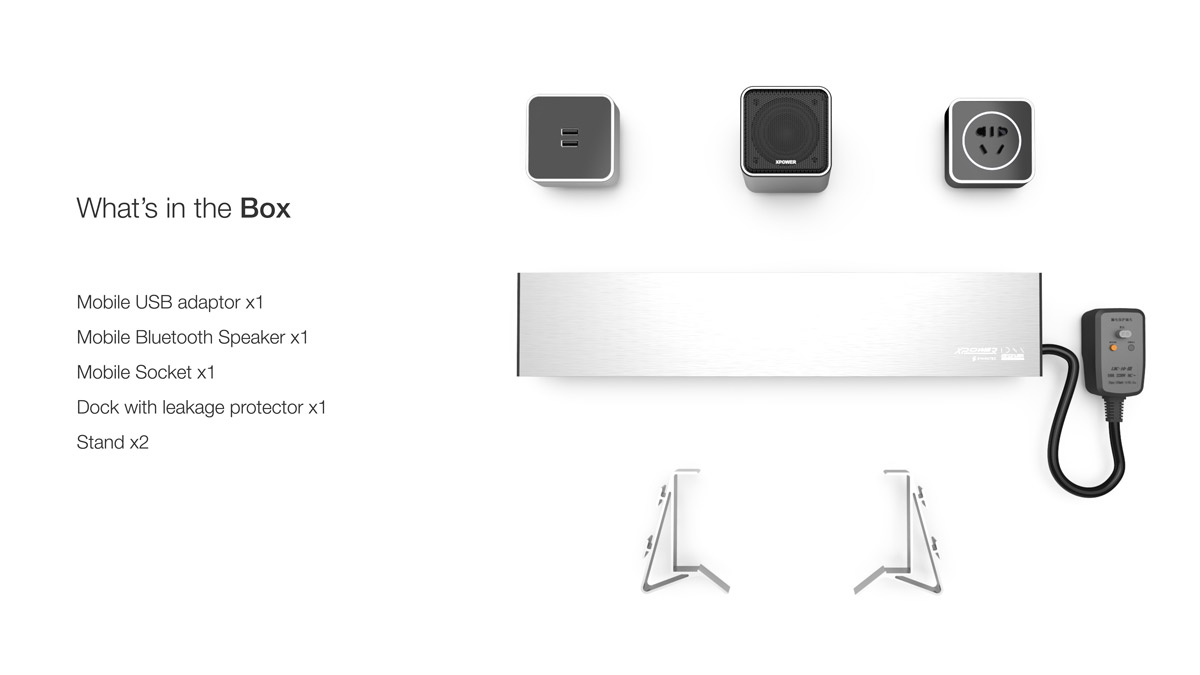 What's in the Box
Mobile USB adaptor x1
Mobile Bluetooth Speaker x1
Mobile Socket x1
Dock with leakage protector x1
Stand x2
XPOWER